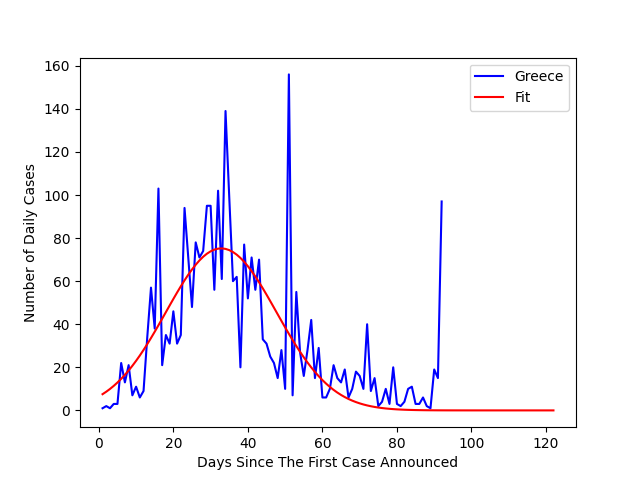 160
140
120
100
80
60
40
20
0
Number of Daily Cases
Greece
Fit
0 20 40 60 80 100 120
Days Since The First Case Announced